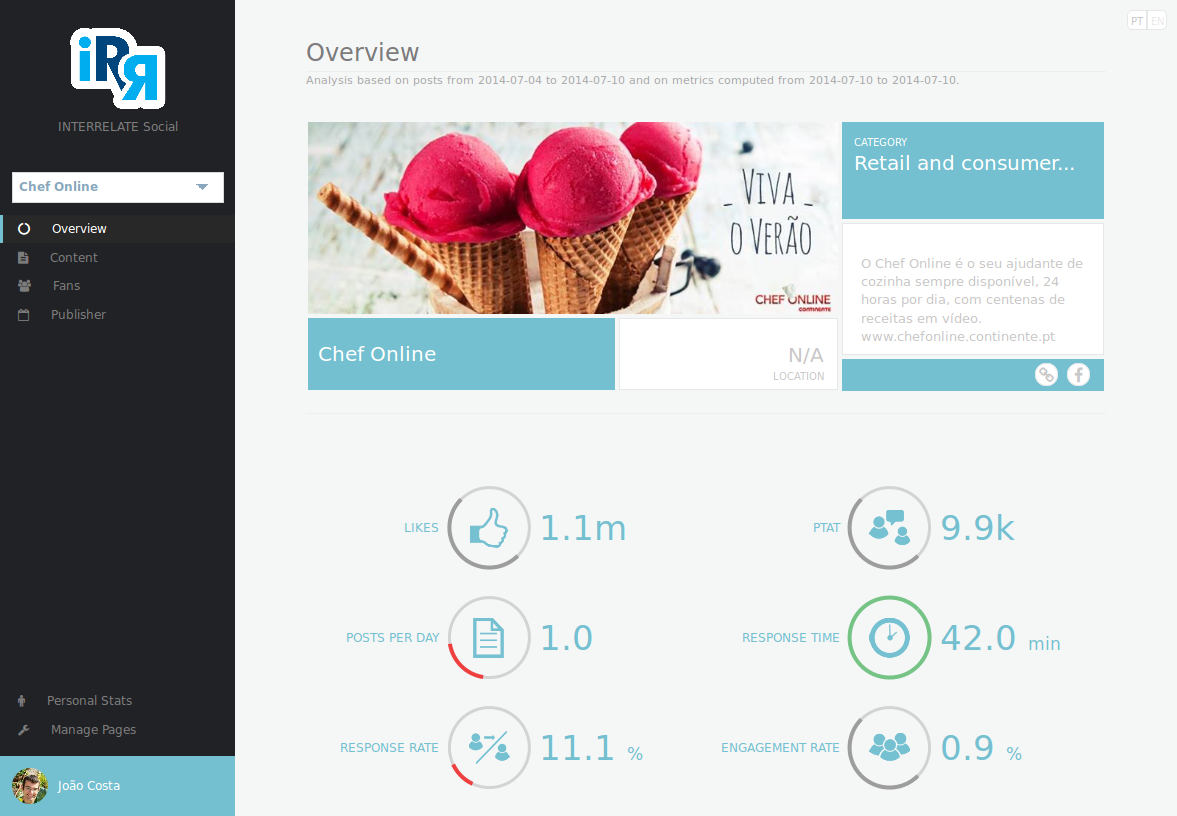 iRR
INTERRELATE Social
Chef Online
Overview
Content
Fans
Publisher
Personal Stats
Manage Pages
João Costa
PT EN
Overview
Analysis based on posts from 2014-07-04 to 2014-07-10 and on metrics computed from 2014-07-10 to 2014-07-10.
_ VIVA _
O VERÃO
CHEF ONLINE
CONTINENTE
Chef Online
N/A
LOCATION
CATEGORY
Retail and consumer...
O Chef Online é o seu ajudante de
cozinha sempre disponível, 24
horas por dia, com centenas de
receitas em vídeo.
www.chefonline.continente.pt
LIKES 1.1m
PTAT 9.9k
POSTS PER DAY 1.0
RESPONSE TIME 42.0 min
RESPONSE RATE 11.1 %
ENGAGEMENT RATE 0.9 %